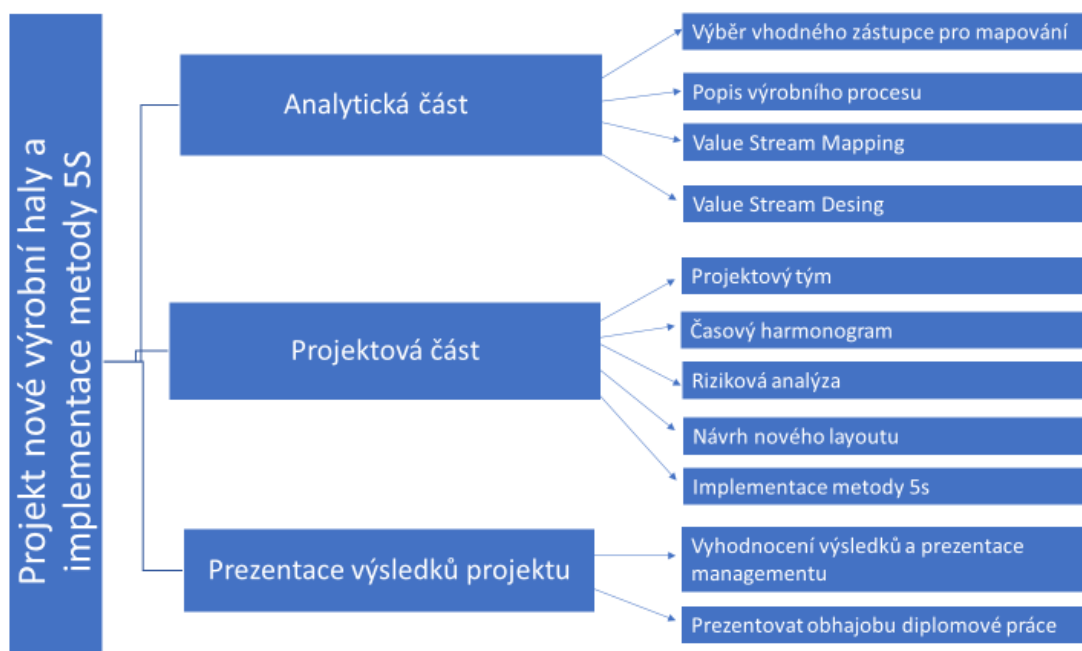 Projekt nové výrobní haly a
implementace metody 5S
Analytická část
Výběr vhodného zástupce pro mapování
Popis výrobního procesu
Value Stream Mapping
Value Stream Desing
Projektová část
Projektový tým
Časový harmonogram
Riziková analýza
Návrh nového layoutu
Implementace metody 5s
Prezentace výsledků projektu
Vyhodnocení výsledků a prezentace
managementu
Prezentovat obhajobu diplomové práce